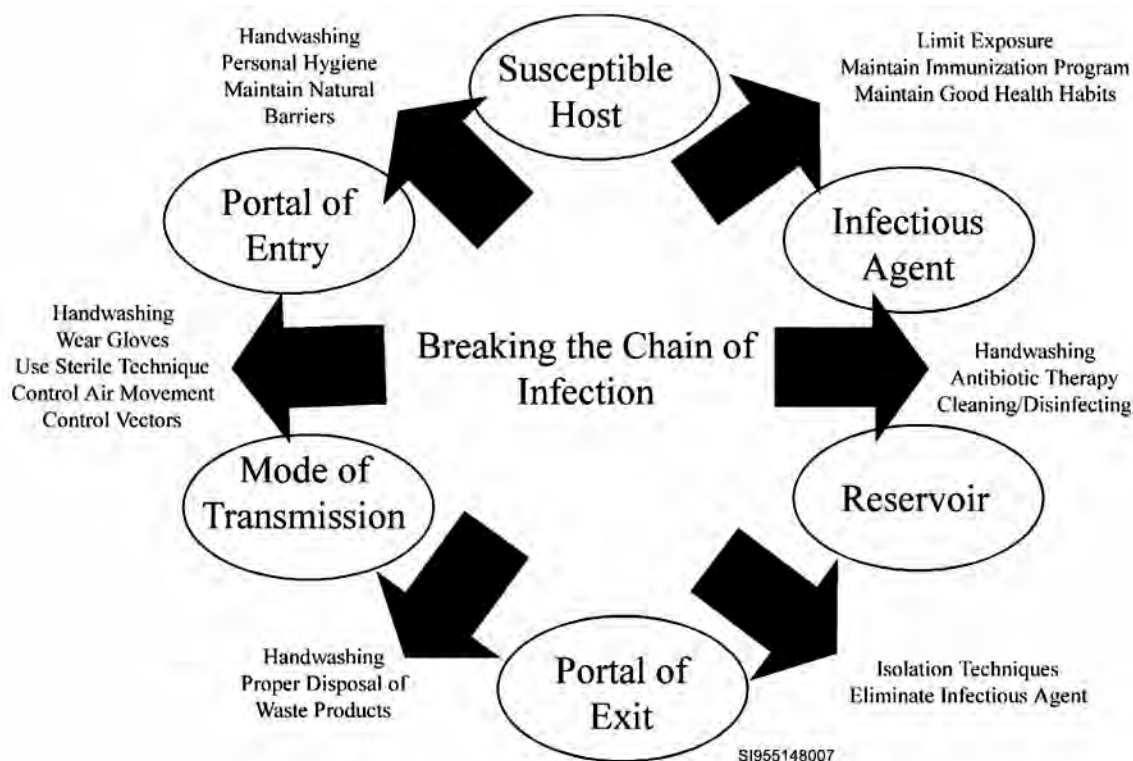 Handwashing
Personal Hygiene
Maintain Natural
Barriers
Susceptible
Host
Limit Exposure
Maintain Immunization Program
Maintain Good Health Habits
Portal of
Entry
Infectious
Agent
Handwashing
Wear Gloves
Use Sterile Technique
Control Air Movement
Control Vectors
Breaking the Chain of
Infection
Handwashing
Antibiotic Therapy
Cleaning/Disinfecting
Mode of
Transmission
Reservoir
Handwashing
Proper Disposal of
Waste Products
Portal of
Exit
Isolation Techniques
Eliminate Infectious Agent
SI955148007